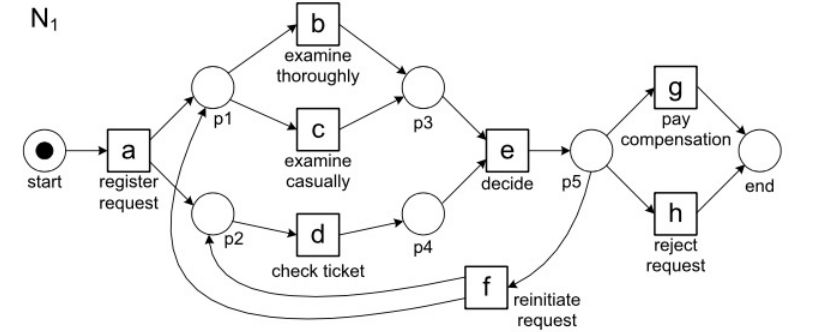 N1
b
examine
thoroughly
p1
c
examine
casually
p3
start
a
register
request
e
decide
p5
g
pay
compensation
end
h
reject
request
p2
d
check ticket
p4
f
reinitiate
request